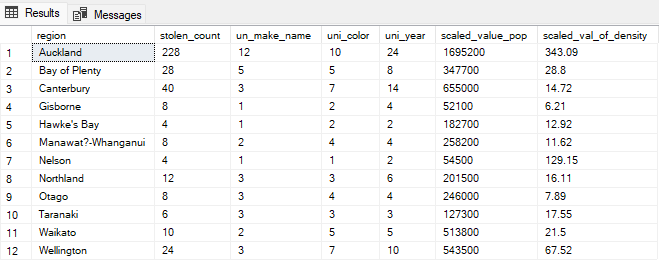 Results Messages
region stolen_count un_make_name uni_color uni_year scaled_value_pop scaled_val_of_density
1 Auckland 228 12 10 24 1695200 343.09
2 Bay of Plenty 28 5 5 8 347700 28.8
3 Canterbury 40 3 7 14 655000 14.72
4 Gisborne 8 1 2 4 52100 6.21
5 Hawke's Bay 4 1 2 2 182700 12.92
6 Manawat?-Whanganui 8 2 4 4 258200 11.62
7 Nelson 4 1 1 2 54500 129.15
8 Northland 12 3 3 6 201500 16.11
9 Otago 8 3 4 4 246000 7.89
10 Taranaki 6 3 3 3 127300 17.55
11 Waikato 10 2 5 5 513800 21.5
12 Wellington 24 3 7 10 543500 67.52